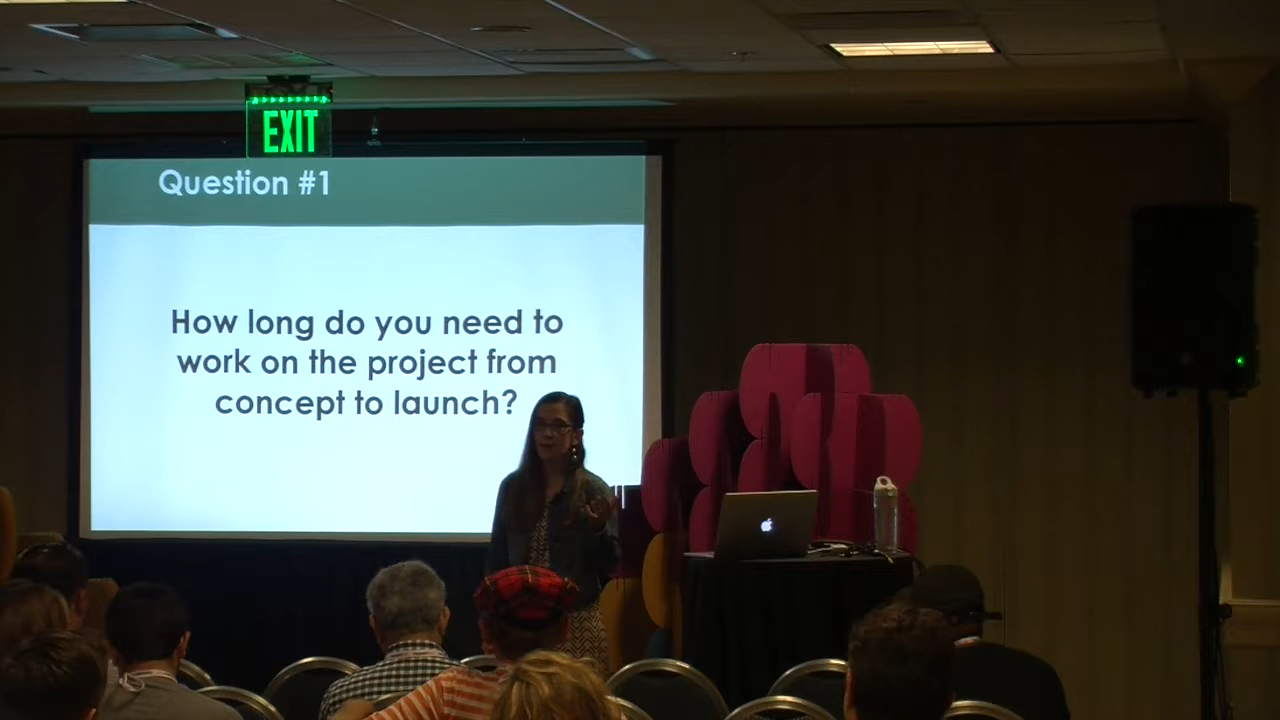 EXIT
Question #1
How long do you need to
work on the project from
concept to launch?